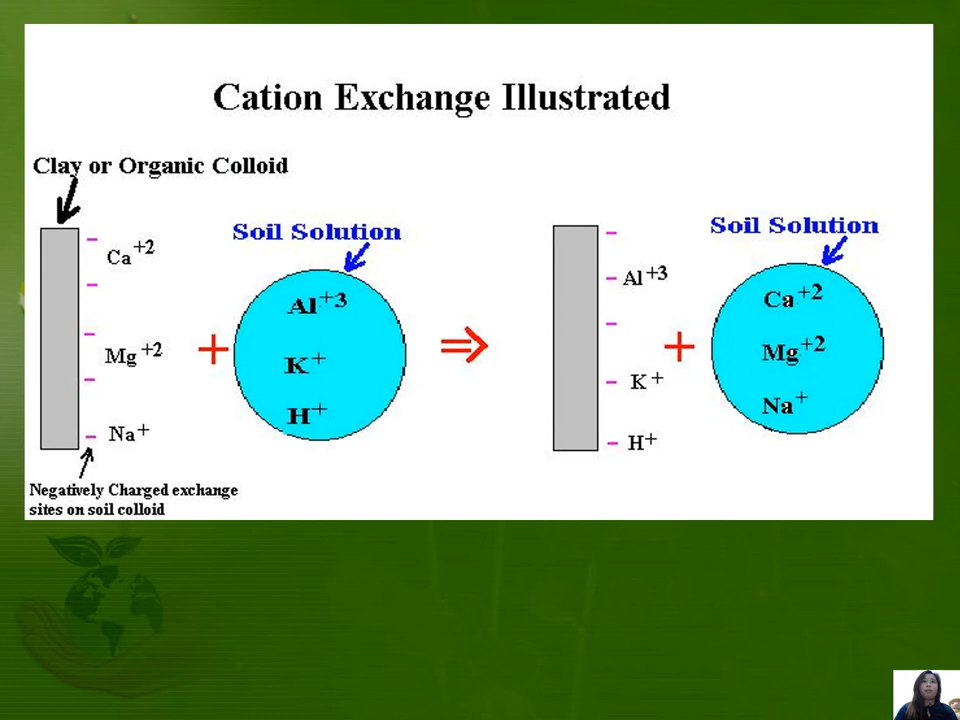 Cation Exchange Illustrated
Clay or Organic Colloid
Soil Solution
Soil Solution
− Ca+2
−
− Mg+2
−
− Na+
+
Al+3
K+
H+
⇒
−
− Al+3
−
− K+
− H+
+
Ca+2
Mg+2
Na+
Negatively Charged exchange
sites on soil colloid